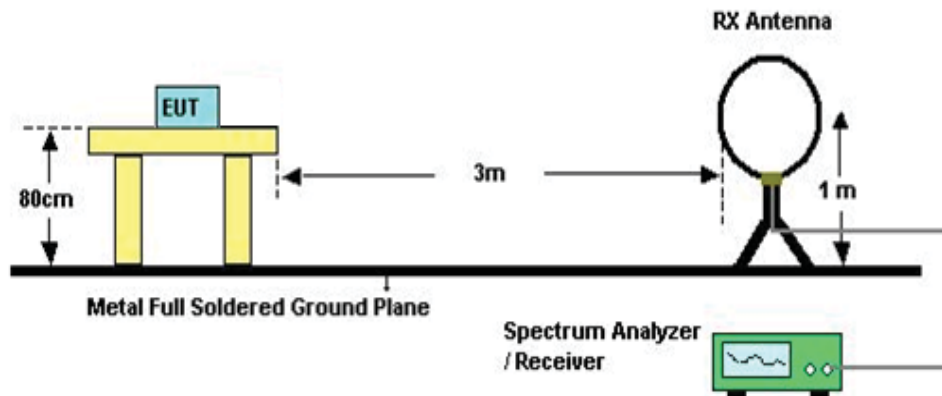 RX Antenna
EUT
80cm
3m
1 m
Metal Full Soldered Ground Plane
Spectrum Analyzer
/ Receiver